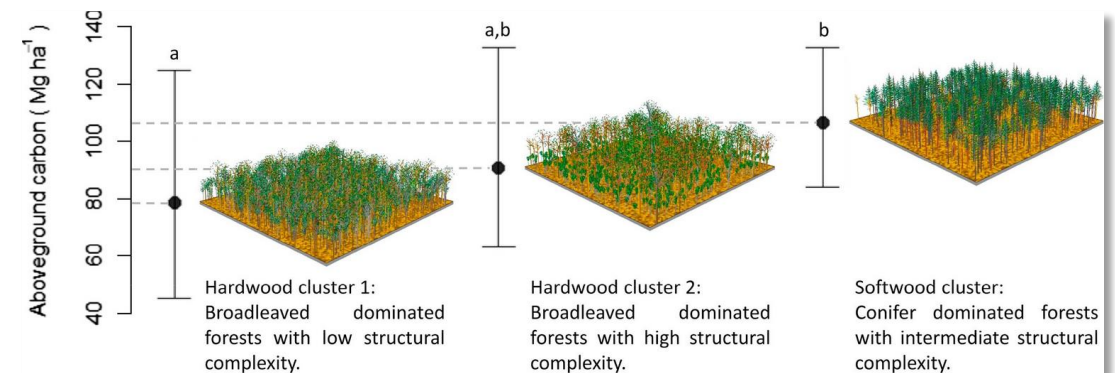 Aboveground carbon ( Mg ha⁻¹ )
140
120
100
80
60
40
a
a,b
b
Hardwood cluster 1:
Broadleaved dominated
forests with low structural
complexity.
Hardwood cluster 2:
Broadleaved dominated
forests with high structural
complexity.
Softwood cluster:
Conifer dominated forests
with intermediate structural
complexity.